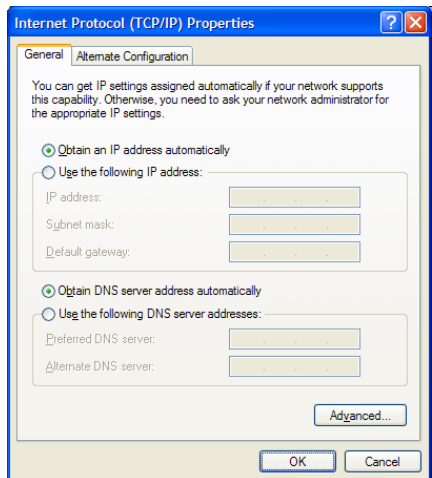 Internet Protocol (TCP/IP) Properties
General Alternate Configuration
You can get IP settings assigned automatically if your network supports
this capability. Otherwise, you need to ask your network administrator for
the appropriate IP settings.
Obtain an IP address automatically
Use the following IP address:
IP address:
Subnet mask:
Default gateway:
Obtain DNS server address automatically
Use the following DNS server addresses:
Preferred DNS server:
Alternate DNS server:
Advanced...
OK Cancel